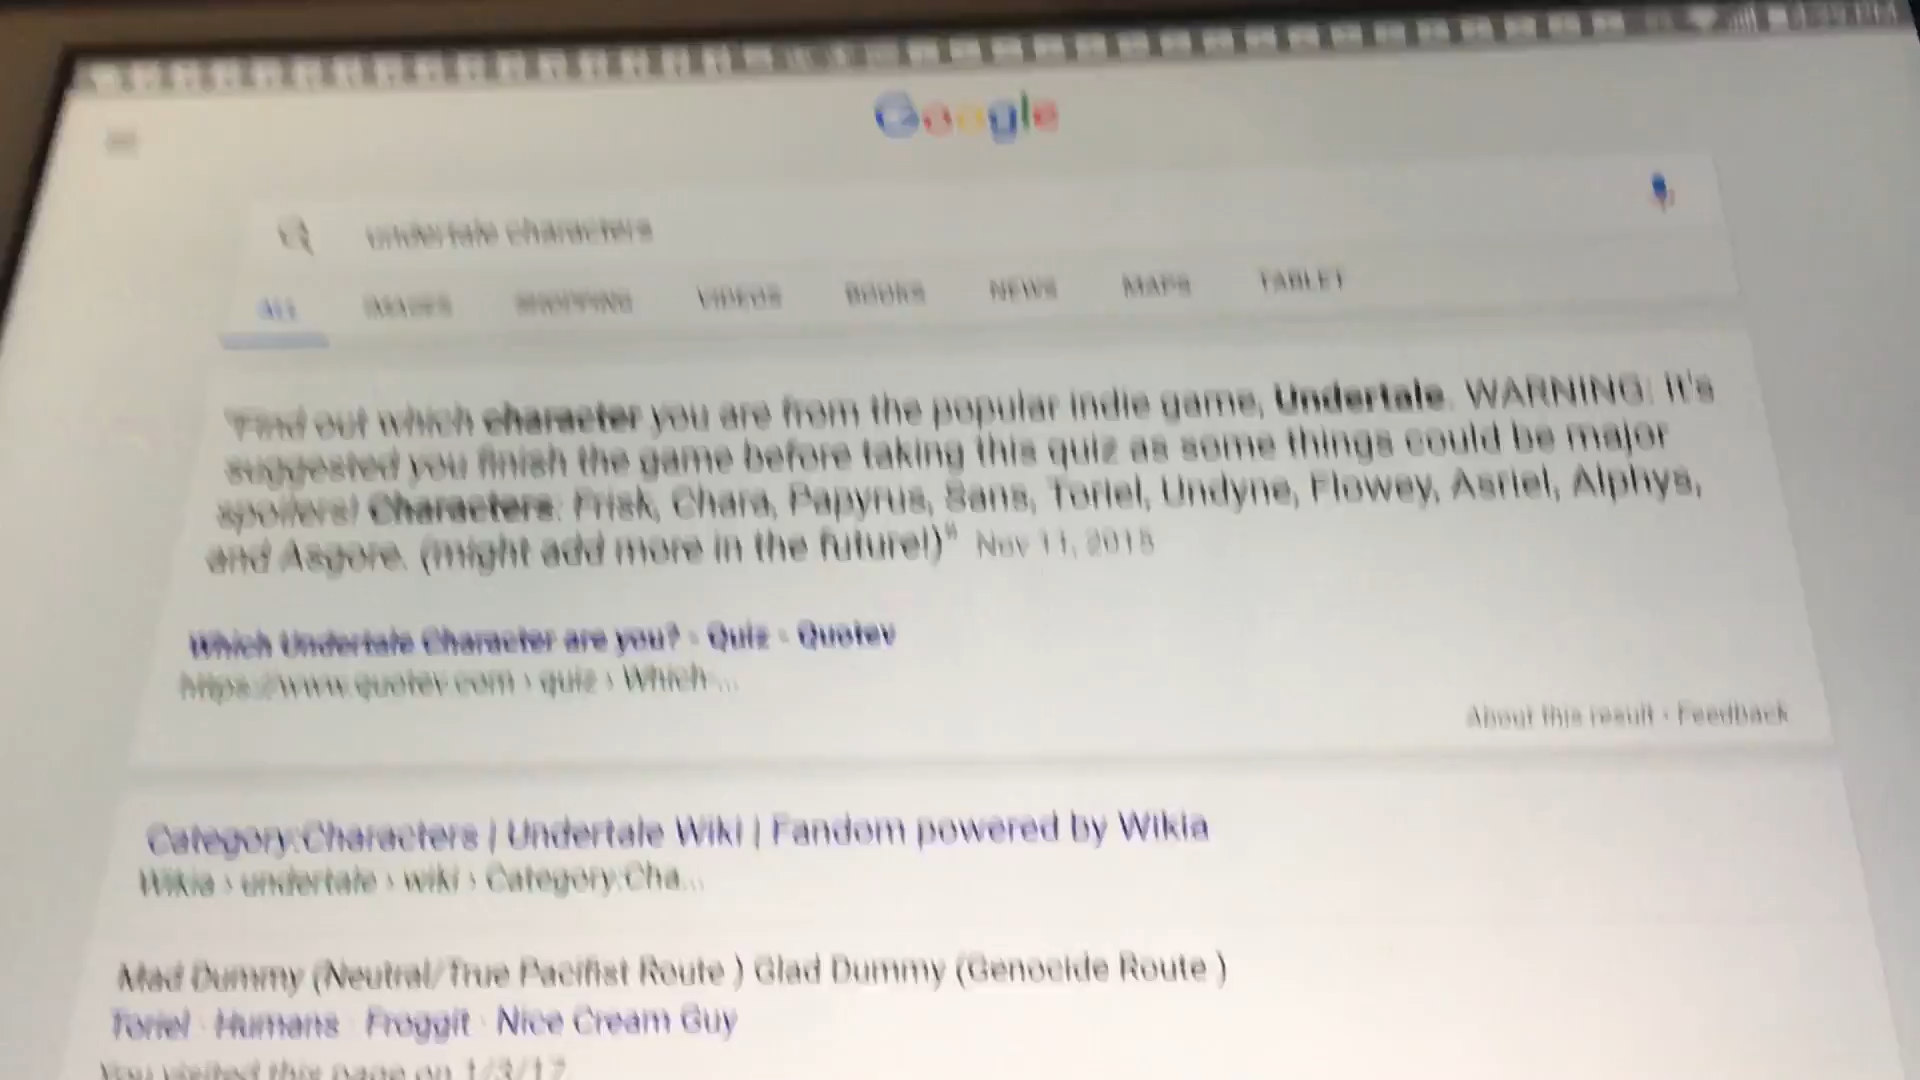 Google
undertale characters
ALL IMAGES SHOPPING VIDEOS BOOKS NEWS MAPS TABLET
"Find out which character you are from the popular indie game, Undertale. WARNING: It's
suggested you finish the game before taking this quiz as some things could be major
spoilers! Characters: Frisk, Chara, Papyrus, Sans, Toriel, Undyne, Flowey, Asriel, Alphys,
and Asgore. (might add more in the future!)" Nov 11, 2015
Which Undertale Character are you? - Quiz - Quotev
https://www.quotev.com › quiz › Which-...
About this result • Feedback
Category:Characters | Undertale Wiki | Fandom powered by Wikia
Wikia › undertale › wiki › Category:Cha...
Mad Dummy (Neutral/True Pacifist Route ) Glad Dummy (Genocide Route )
Toriel · Humans · Froggit · Nice Cream Guy
You visited this page on 1/3/17.